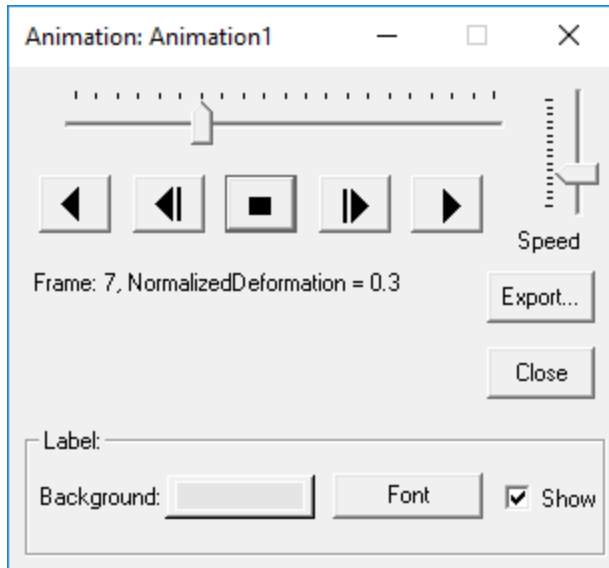 Animation: Animation1
Speed
Frame: 7, NormalizedDeformation = 0.3
Export...
Close
Label:
Background:
Font
Show